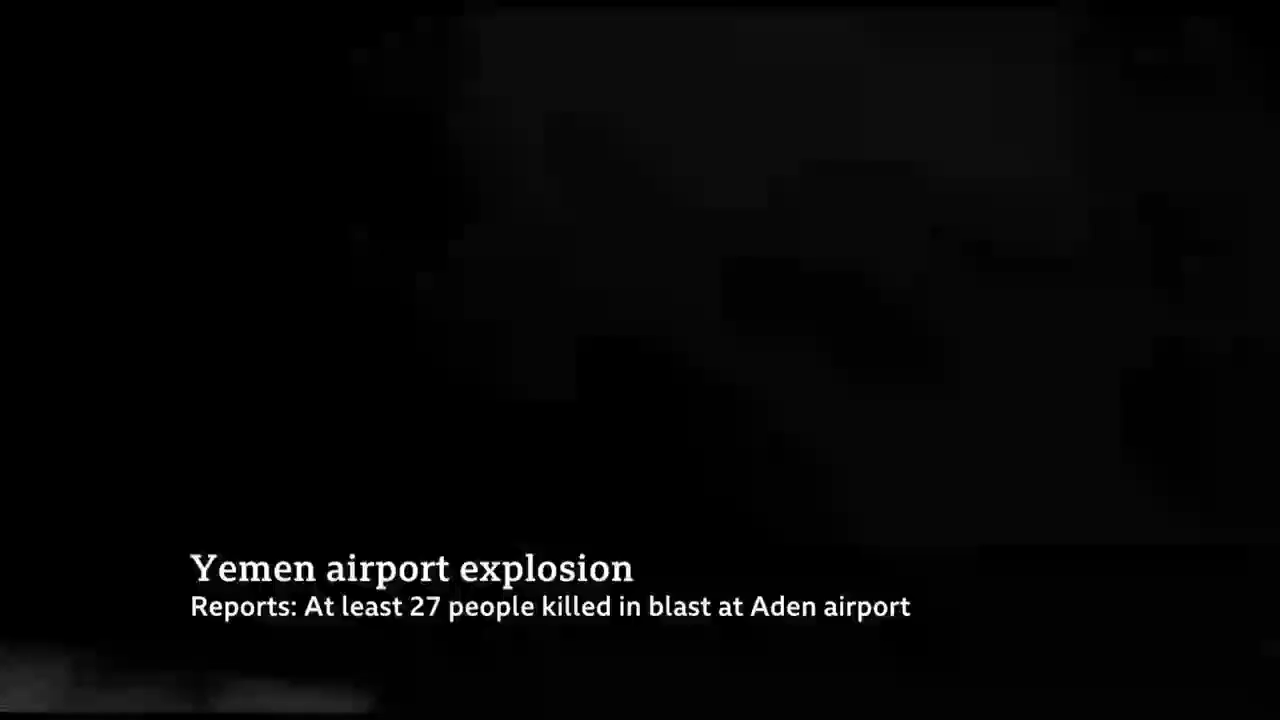 Yemen airport explosion
Reports: At least 27 people killed in blast at Aden airport